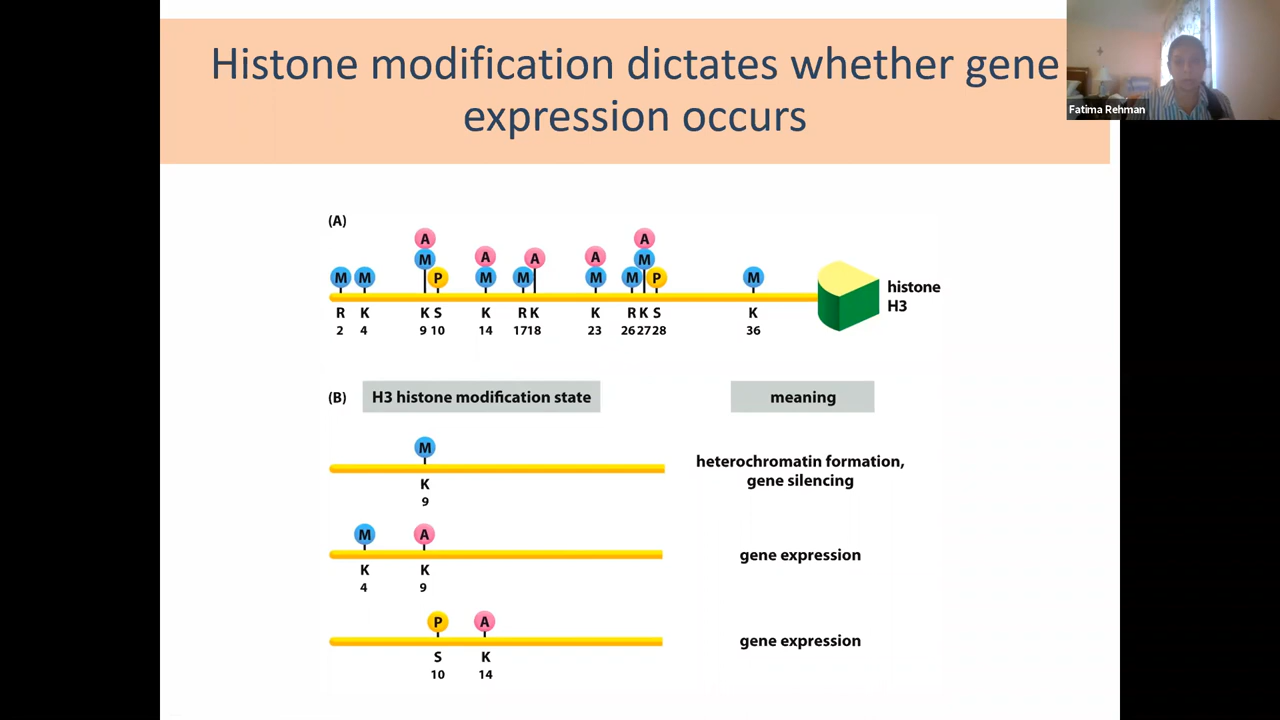 Histone modification dictates whether gene
expression occurs
Fatima Rehman
(A)
A A
A A A M M
M M M P M M M M P M
R K K S K R K K R K S K
2 4 9 10 14 17 18 23 26 27 28 36
histone
H3
(B) H3 histone modification state meaning
M
K
9
heterochromatin formation,
gene silencing
M A
K K
4 9
gene expression
P A
S K
10 14
gene expression